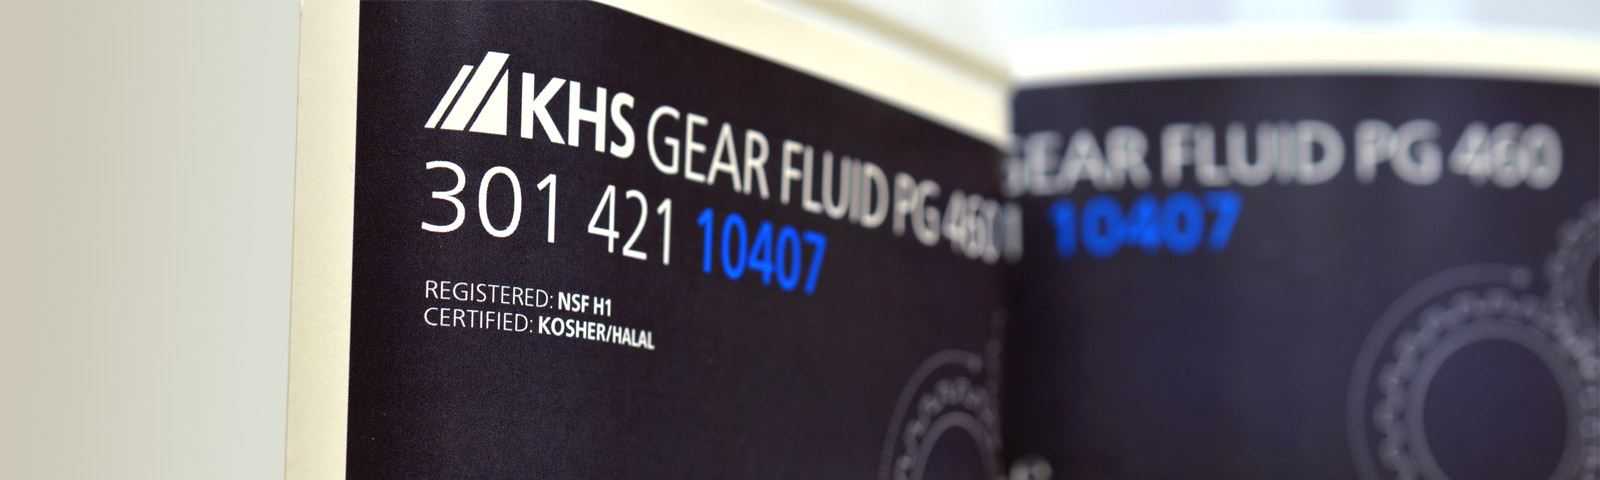 KHS GEAR FLUID PG 460
301 421 10407
REGISTERED: NSF H1
CERTIFIED: KOSHER/HALAL
GEAR FLUID PG 460
1 10407